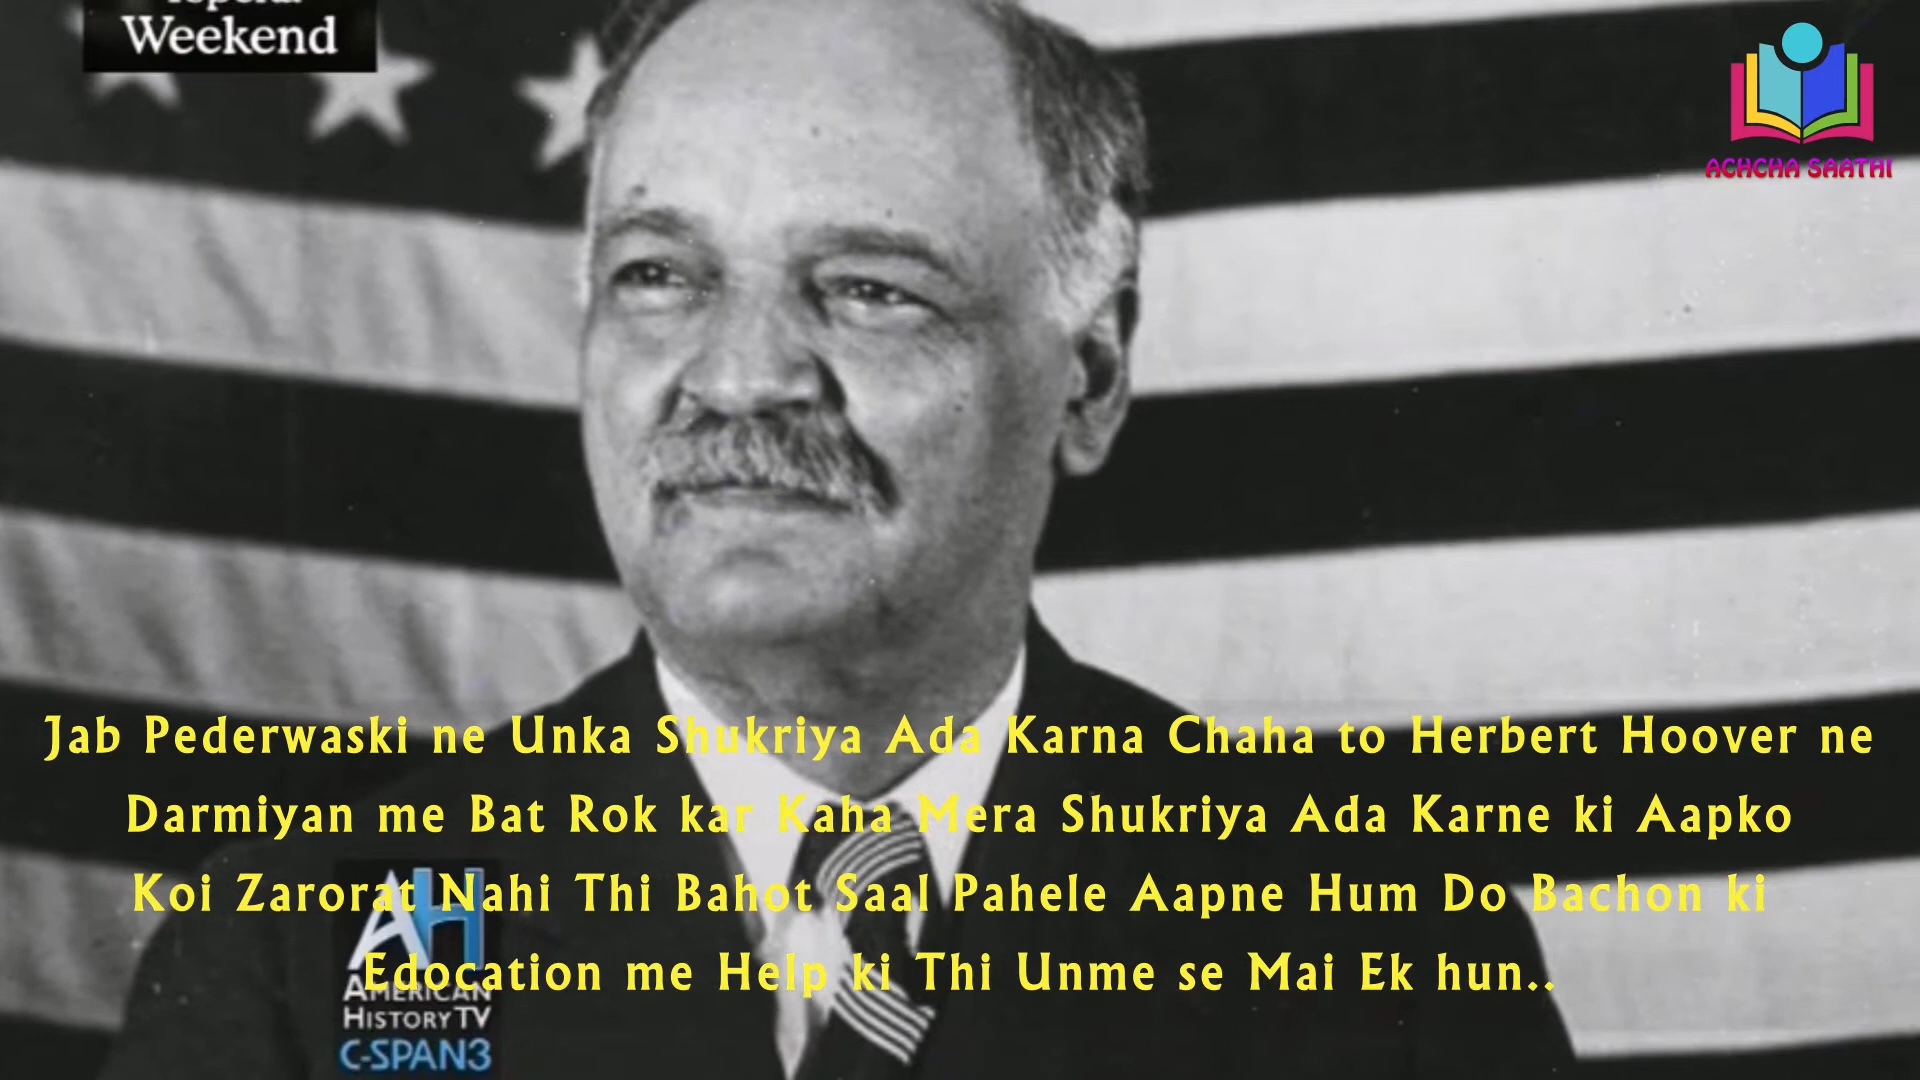 Weekend
ACHCHA SAATHI
Jab Pederwaski ne Unka Shukriya Ada Karna Chaha to Herbert Hoover ne
Darmiyan me Bat Rok kar Kaha Mera Shukriya Ada Karne ki Aapko
Koi Zarorat Nahi Thi Bahot Saal Pahele Aapne Hum Do Bachon ki
Edocation me Help ki Thi Unme se Mai Ek hun..
AH
AMERICAN
HISTORY TV
C-SPAN3